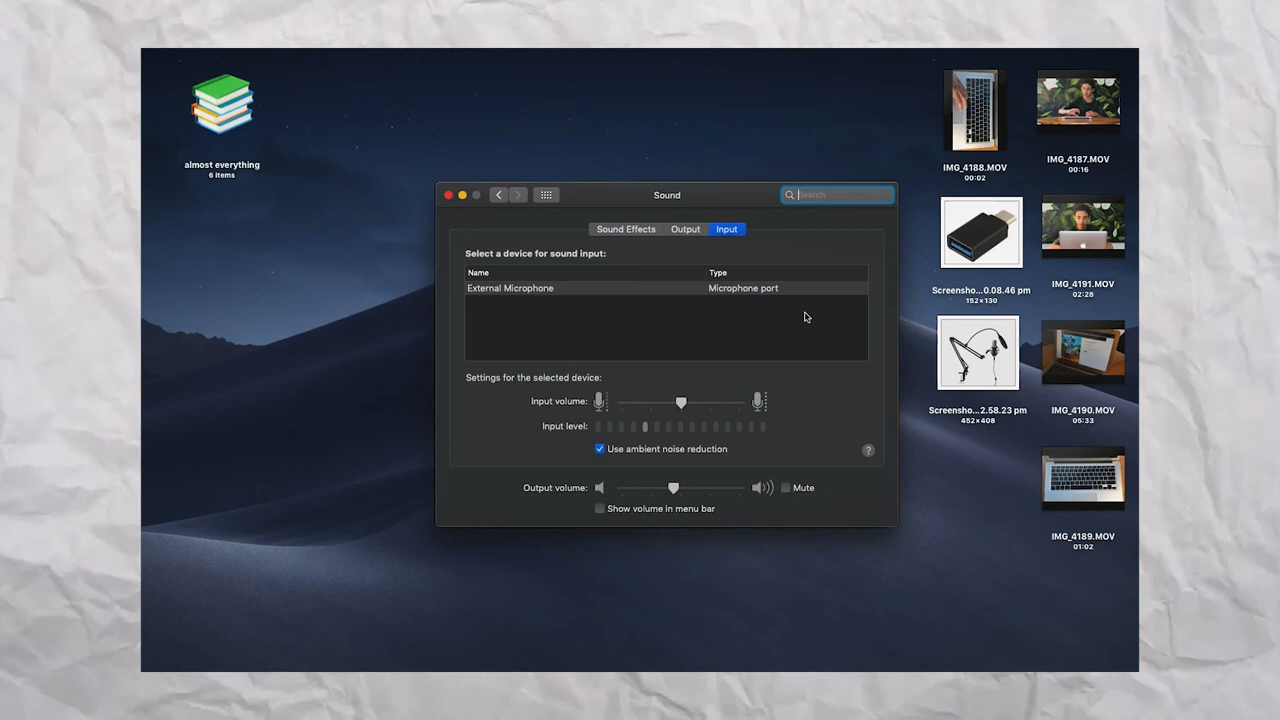 almost everything
6 items
IMG_4188.MOV
00:02
IMG_4187.MOV
00:16
Screensho...0.08.46 pm
152×130
IMG_4191.MOV
02:28
Screensho...2.58.23 pm
452×408
IMG_4190.MOV
05:33
IMG_4189.MOV
01:02
Sound
Search
Sound Effects Output Input
Select a device for sound input:
Name Type
External Microphone Microphone port
Settings for the selected device:
Input volume:
Input level:
Use ambient noise reduction
?
Output volume: Mute
Show volume in menu bar